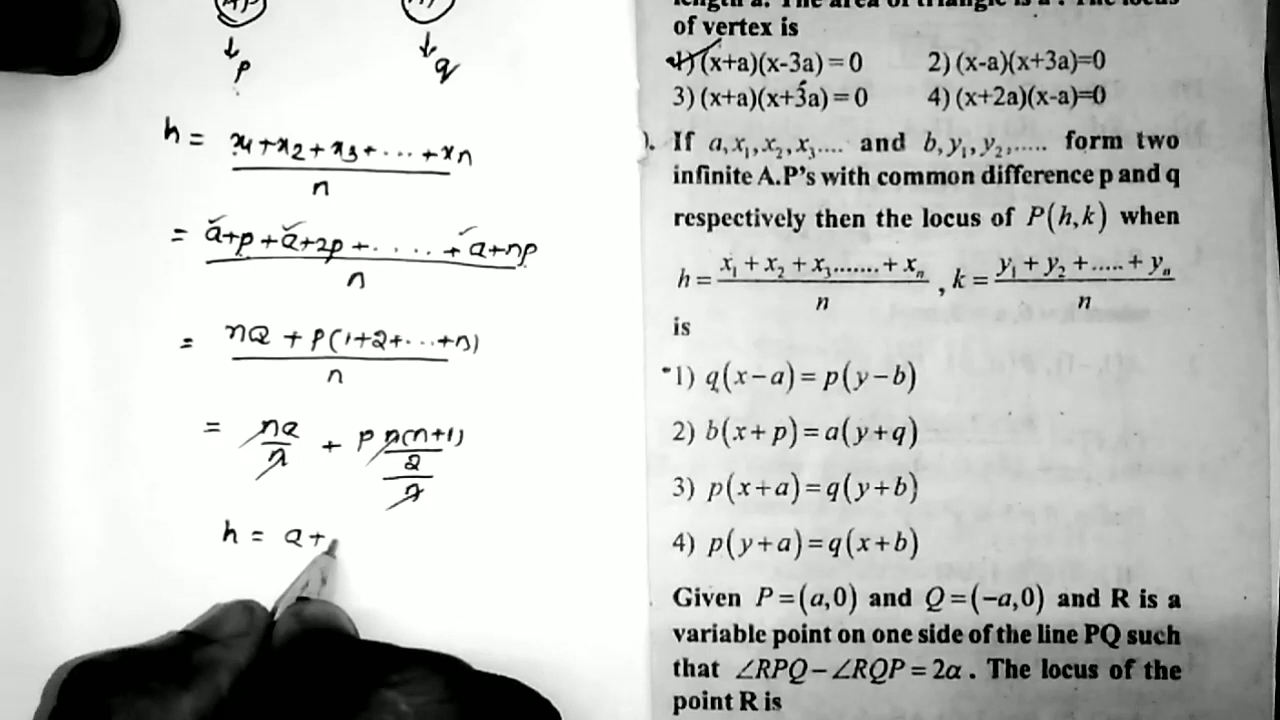 AP AP
↓ ↓
p q
h = x1+x2+x3+...+xn
n
= a+p+a+2p+.....+a+np
n
= na + p(1+2+...+n)
n
= na/n + p n(n+1)/2/n
h = a+
of vertex is
1) (x+a)(x-3a) = 0 2) (x-a)(x+3a)=0
3) (x+a)(x+3a) = 0 4) (x+2a)(x-a)=0
). If a, x₁, x₂, x₃.... and b, y₁, y₂,..... form two
infinite A.P's with common difference p and q
respectively then the locus of P(h,k) when
h = x₁ + x₂ + x₃....... + xₙ / n , k = y₁ + y₂ + ..... + yₙ / n
is
1) q(x−a) = p(y−b)
2) b(x+p) = a(y+q)
3) p(x+a) = q(y+b)
4) p(y+a) = q(x+b)
Given P = (a,0) and Q = (−a,0) and R is a
variable point on one side of the line PQ such
that ∠RPQ − ∠RQP = 2α . The locus of the
point R is